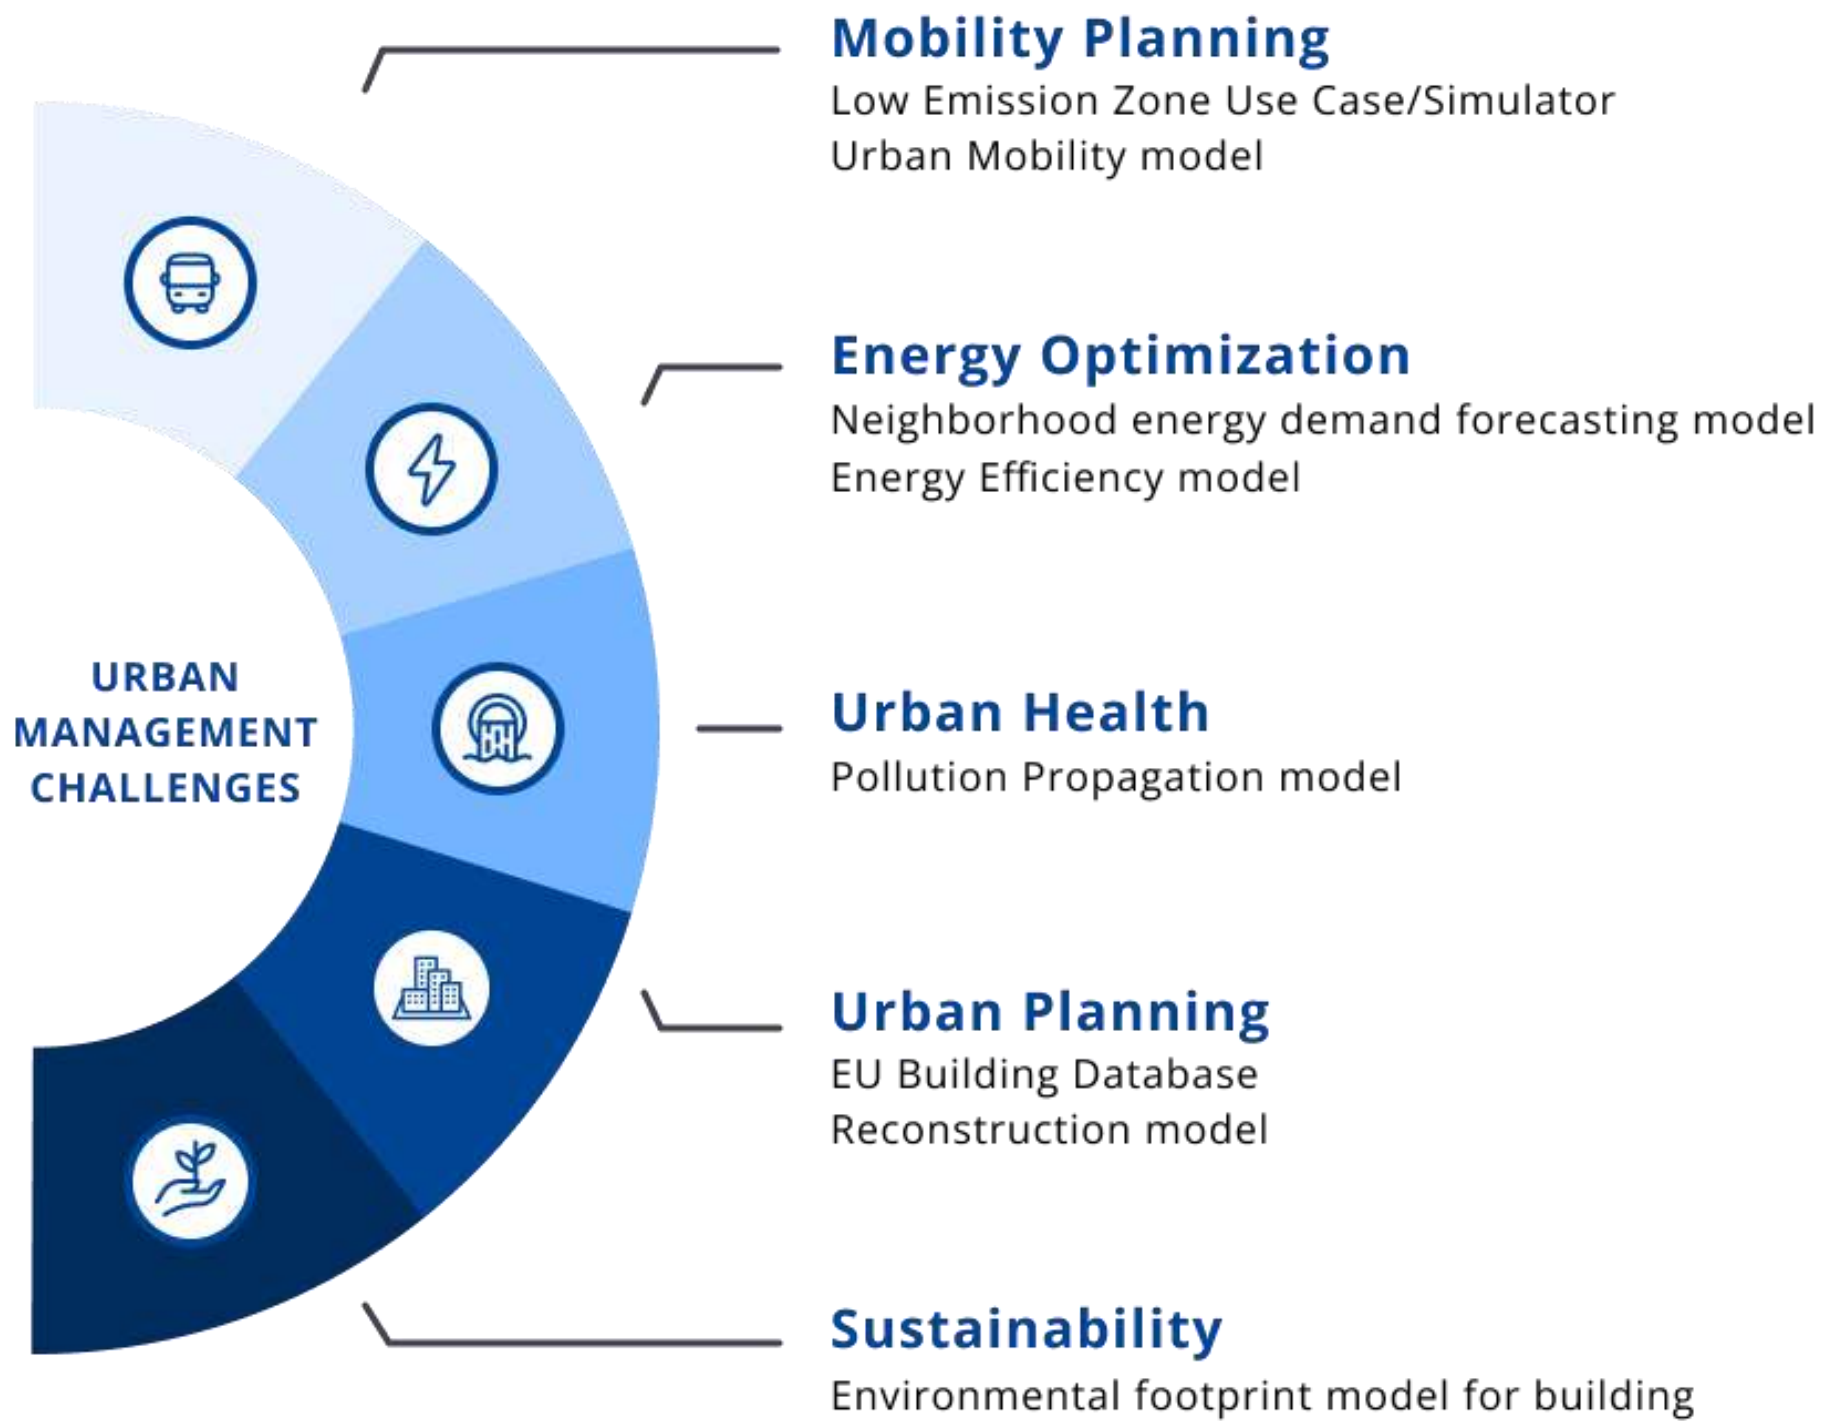 Mobility Planning
Low Emission Zone Use Case/Simulator
Urban Mobility model
Energy Optimization
Neighborhood energy demand forecasting model
Energy Efficiency model
URBAN
MANAGEMENT
CHALLENGES
Urban Health
Pollution Propagation model
Urban Planning
EU Building Database
Reconstruction model
Sustainability
Environmental footprint model for building